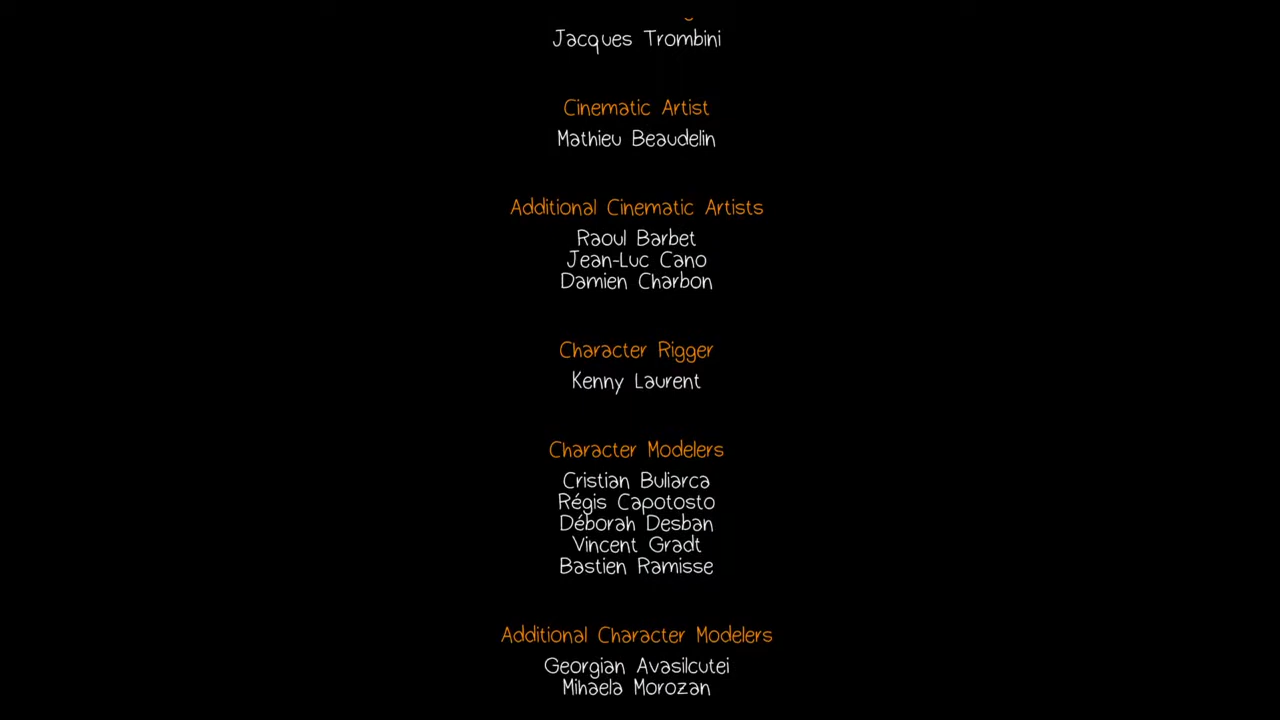 Jacques Trombini
Cinematic Artist
Mathieu Beaudelin
Additional Cinematic Artists
Raoul Barbet
Jean-Luc Cano
Damien Charbon
Character Rigger
Kenny Laurent
Character Modelers
Cristian Buliarca
Régis Capotosto
Déborah Desban
Vincent Gradt
Bastien Ramisse
Additional Character Modelers
Georgian Avasilcutei
Mihaela Morozan